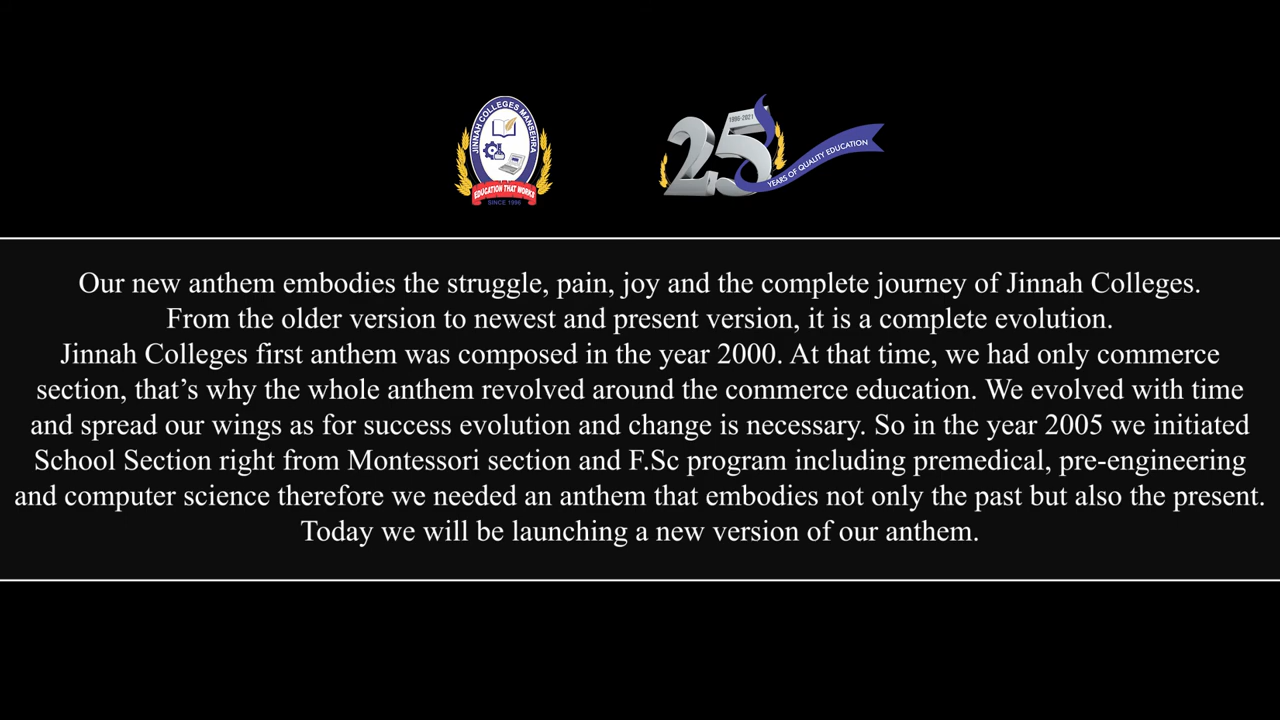 JINNAH COLLEGES MANSEHRA
EDUCATION THAT WORKS
SINCE 1996
1996-2021
25
YEARS OF QUALITY EDUCATION
Our new anthem embodies the struggle, pain, joy and the complete journey of Jinnah Colleges.
From the older version to newest and present version, it is a complete evolution.
Jinnah Colleges first anthem was composed in the year 2000. At that time, we had only commerce
section, that’s why the whole anthem revolved around the commerce education. We evolved with time
and spread our wings as for success evolution and change is necessary. So in the year 2005 we initiated
School Section right from Montessori section and F.Sc program including premedical, pre-engineering
and computer science therefore we needed an anthem that embodies not only the past but also the present.
Today we will be launching a new version of our anthem.